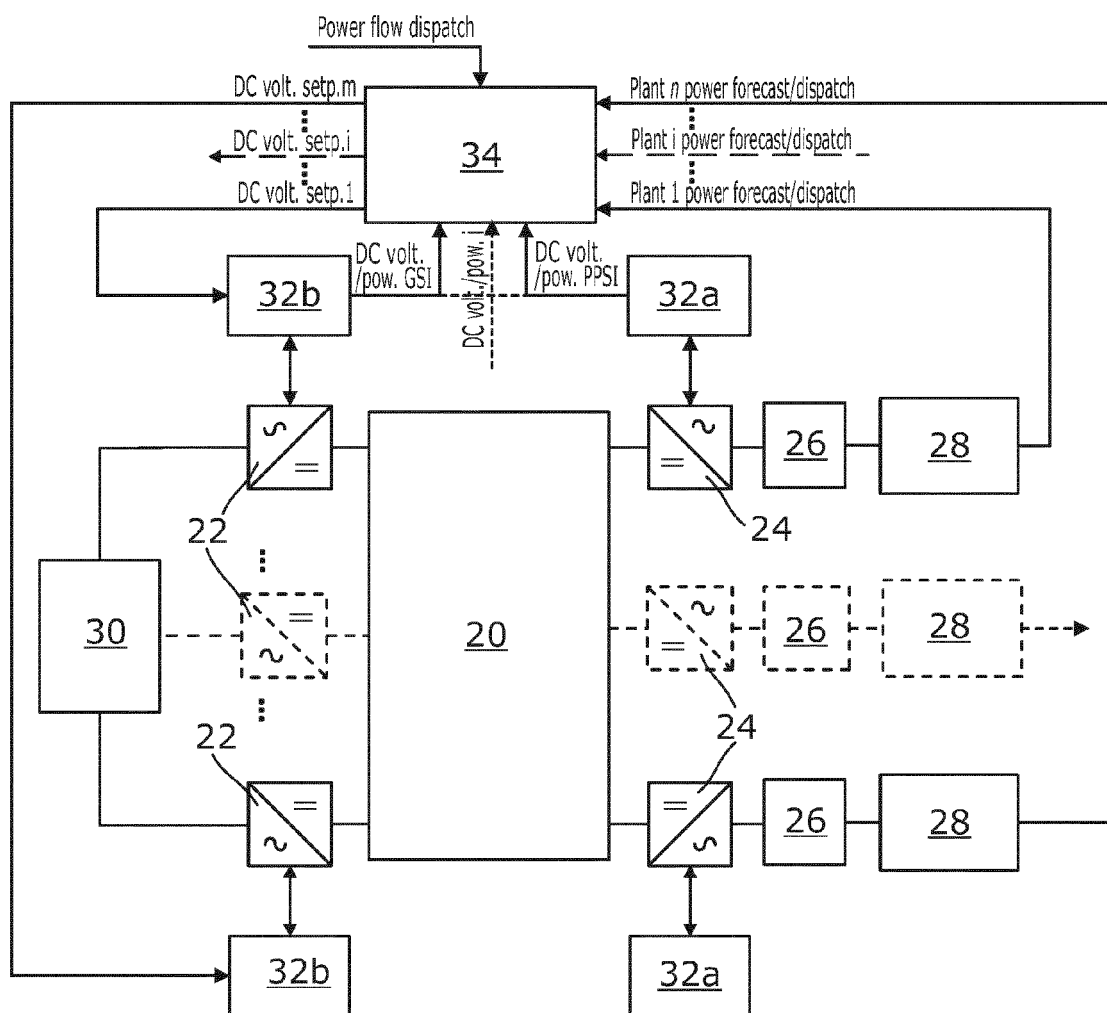 Power flow dispatch
DC volt. setp.m
Plant n power forecast/dispatch
DC volt. setp.i
34
Plant i power forecast/dispatch
DC volt. setp.1
Plant 1 power forecast/dispatch
DC volt.
/pow. GSI
DC volt./pow. i
DC volt.
/pow. PPSI
32b
32a
26
28
22
24
30
20
26
28
22
24
26
28
32b
32a